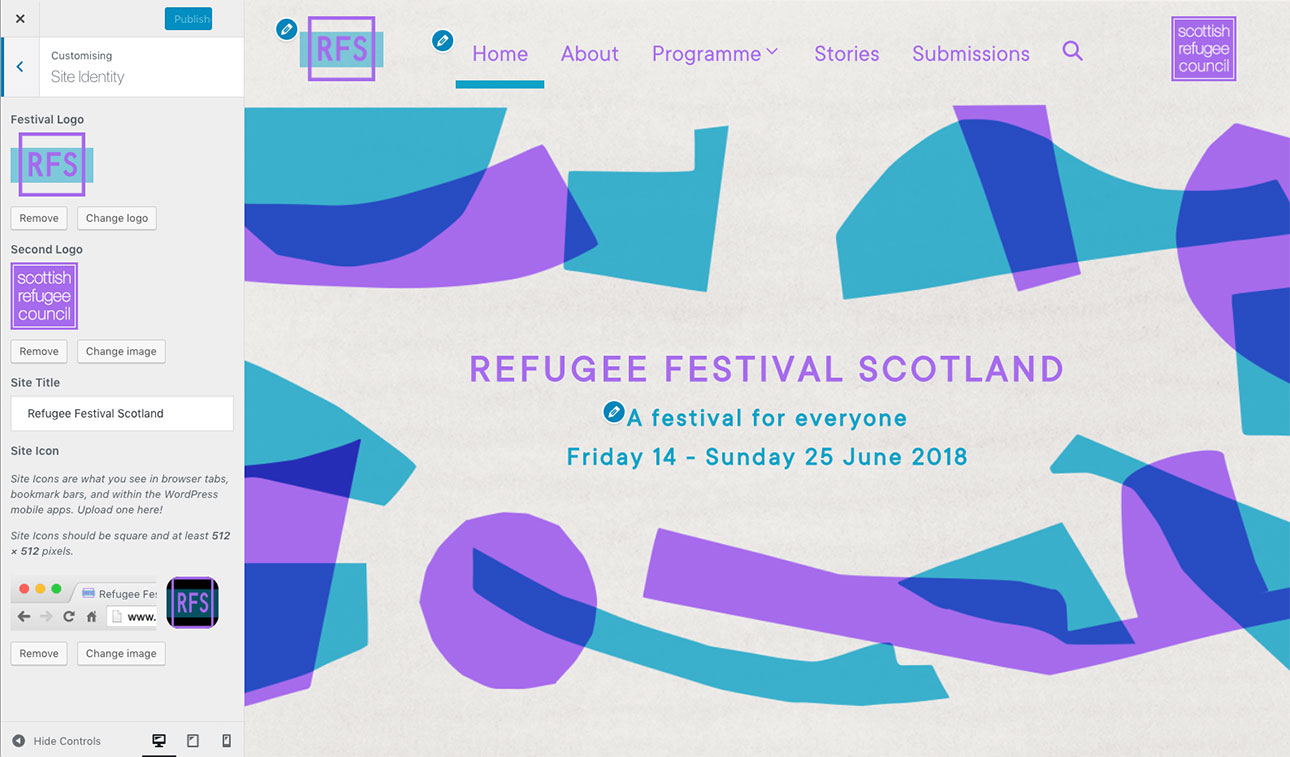 Publish
Customising
Site Identity
Festival Logo
RFS
Remove
Change logo
Second Logo
scottish
refugee
council
Remove
Change image
Site Title
Refugee Festival Scotland
Site Icon
Site Icons are what you see in browser tabs,
bookmark bars, and within the WordPress
mobile apps. Upload one here!
Site Icons should be square and at least 512
× 512 pixels.
Refugee Fes
www.
RFS
Remove
Change image
Hide Controls
RFS
Home
About
Programme
Stories
Submissions
scottish
refugee
council
REFUGEE FESTIVAL SCOTLAND
A festival for everyone
Friday 14 - Sunday 25 June 2018